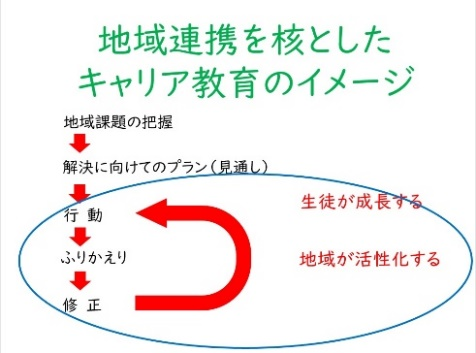 地域連携を核とした
キャリア教育のイメージ
地域課題の把握
解決に向けてのプラン（見通し）
行 動
生徒が成長する
ふりかえり
地域が活性化する
修 正